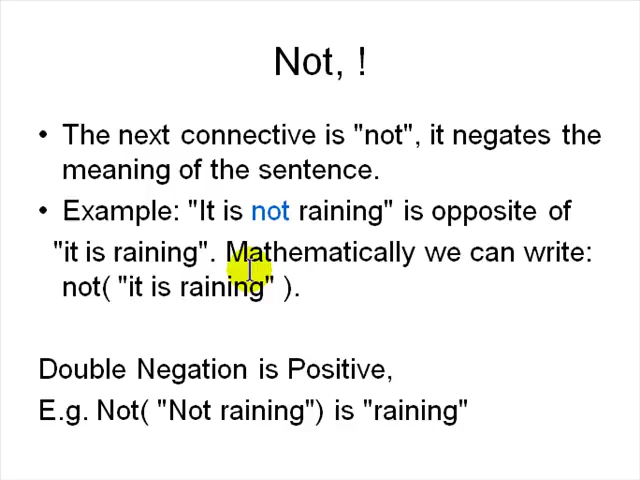 Not, !
• The next connective is "not", it negates the
meaning of the sentence.
• Example: "It is not raining" is opposite of
"it is raining". Mathematically we can write:
not( "it is raining" ).
Double Negation is Positive,
E.g. Not( "Not raining") is "raining"